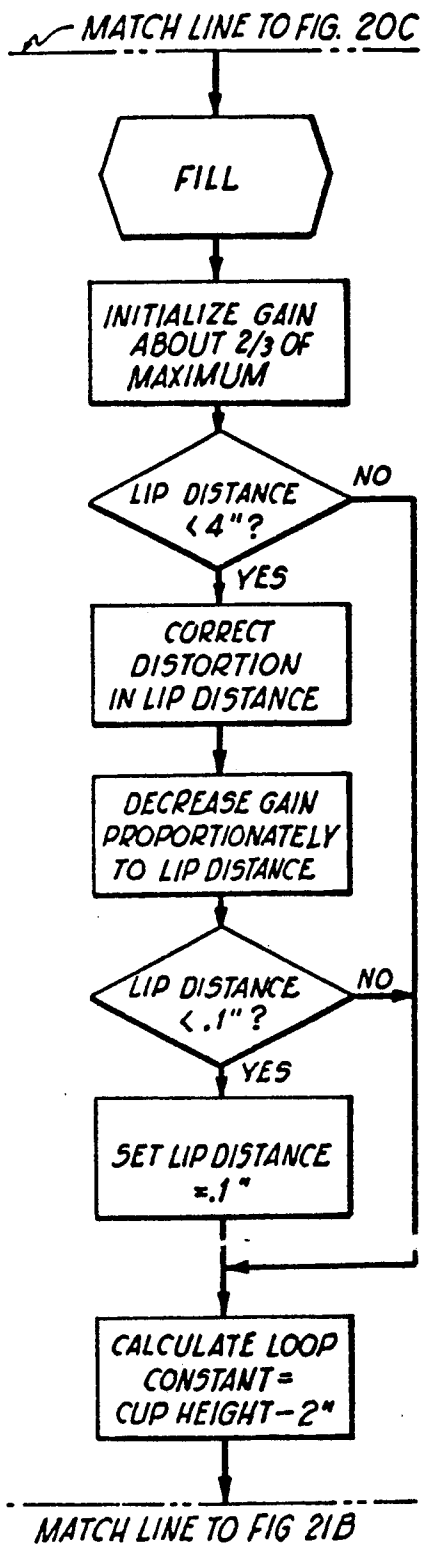 MATCH LINE TO FIG. 20C
FILL
INITIALIZE GAIN
ABOUT 2/3 OF
MAXIMUM
LIP DISTANCE
< 4" ?
NO
YES
CORRECT
DISTORTION
IN LIP DISTANCE
DECREASE GAIN
PROPORTIONATELY
TO LIP DISTANCE
LIP DISTANCE
< .1" ?
NO
YES
SET LIP DISTANCE
=.1"
CALCULATE LOOP
CONSTANT =
CUP HEIGHT - 2"
MATCH LINE TO FIG 21B